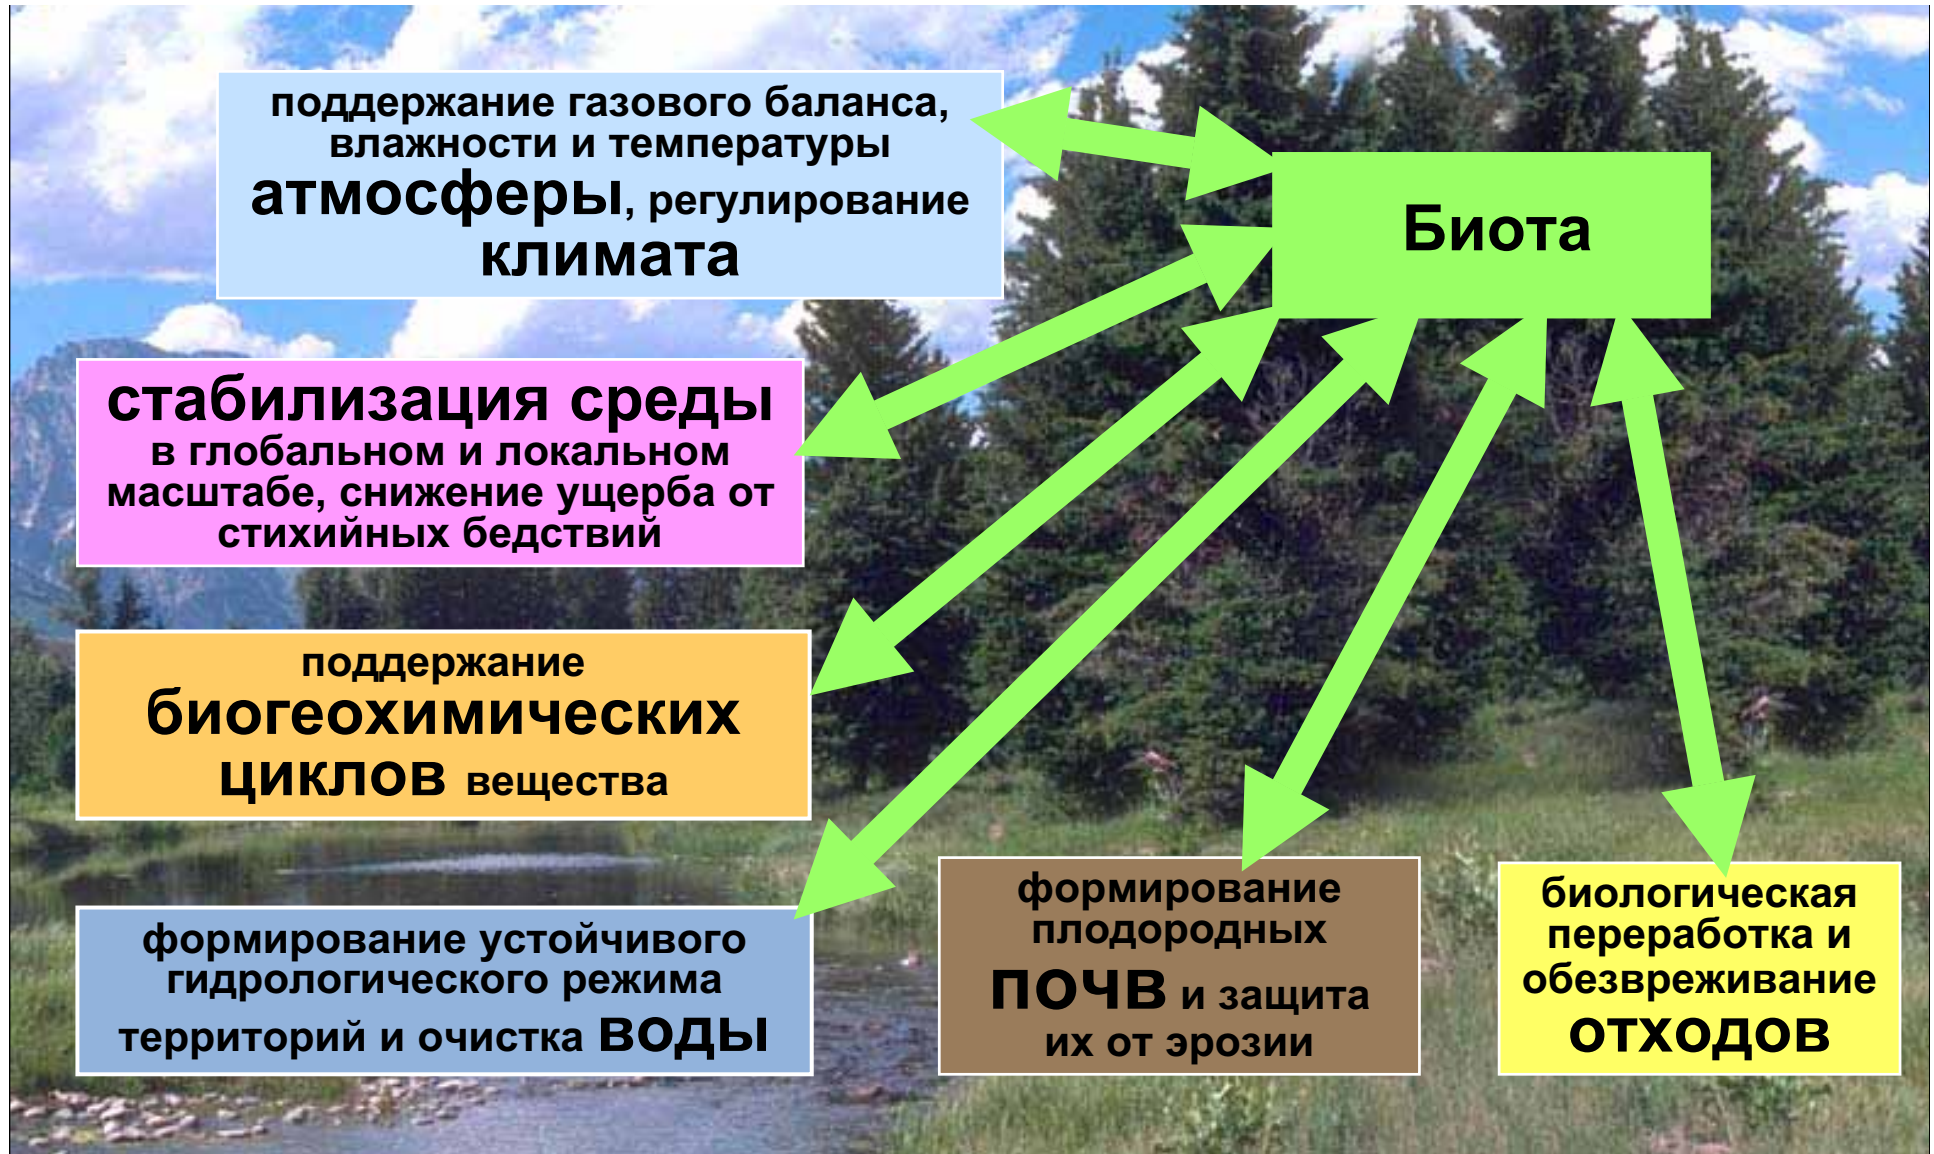 поддержание газового баланса,
влажности и температуры
атмосферы, регулирование
климата
Биота
стабилизация среды
в глобальном и локальном
масштабе, снижение ущерба от
стихийных бедствий
поддержание
биогеохимических
циклов вещества
формирование устойчивого
гидрологического режима
территорий и очистка воды
формирование
плодородных
почв и защита
их от эрозии
биологическая
переработка и
обезвреживание
отходов